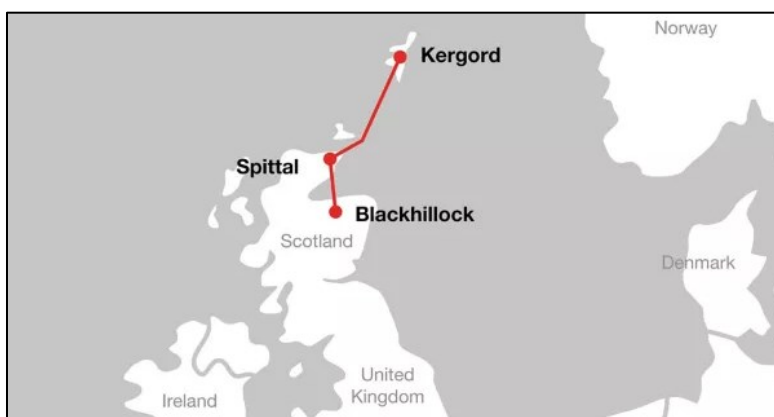 Norway
Kergord
Spittal
Blackhillock
Scotland
Denmark
United
Kingdom
Ireland